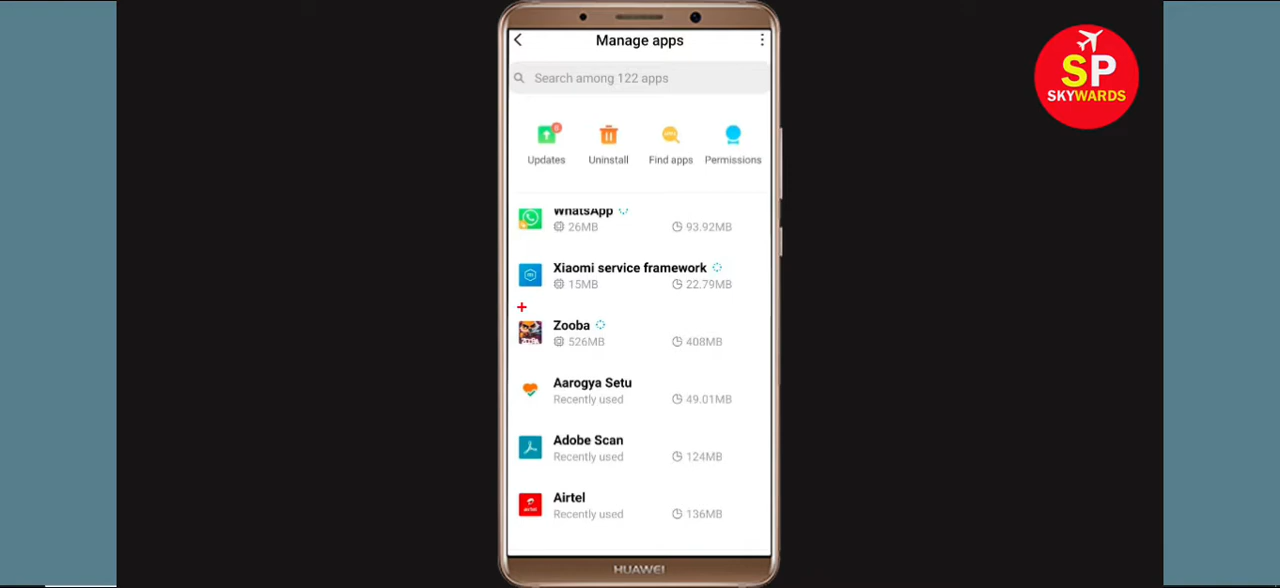 Manage apps
Search among 122 apps
Updates
Uninstall
Find apps
Permissions
WhatsApp
26MB
93.92MB
Xiaomi service framework
15MB
22.79MB
Zooba
526MB
408MB
Aarogya Setu
Recently used
49.01MB
Adobe Scan
Recently used
124MB
Airtel
Recently used
136MB
airtel
HUAWEI
SP
SKYWARDS